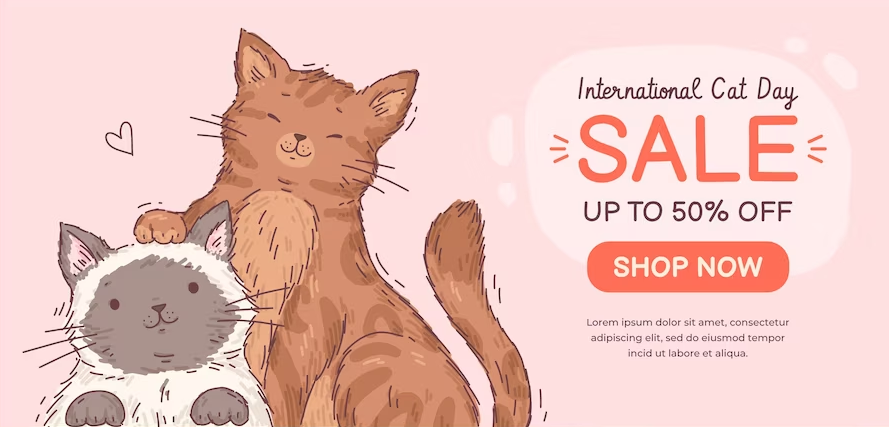 International Cat Day
SALE
UP TO 50% OFF
SHOP NOW
Lorem ipsum dolor sit amet, consectetur
adipiscing elit, sed do eiusmod tempor
incid ut labore et aliqua.